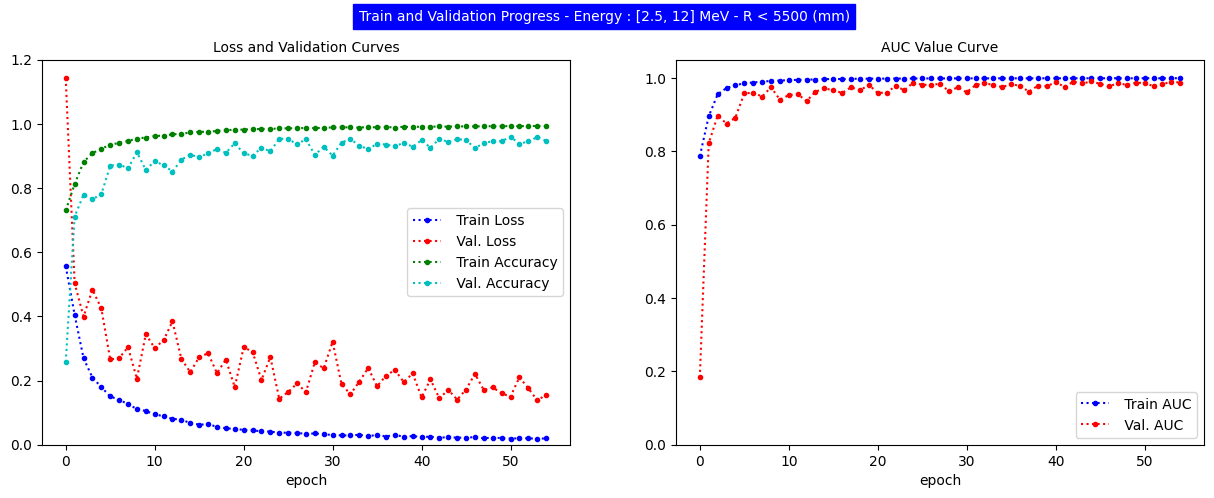 Train and Validation Progress - Energy : [2.5, 12] MeV - R < 5500 (mm)
Loss and Validation Curves
1.2
1.0
0.8
0.6
0.4
0.2
0.0
0 10 20 30 40 50
epoch
Train Loss
Val. Loss
Train Accuracy
Val. Accuracy
AUC Value Curve
1.0
0.8
0.6
0.4
0.2
0.0
0 10 20 30 40 50
epoch
Train AUC
Val. AUC